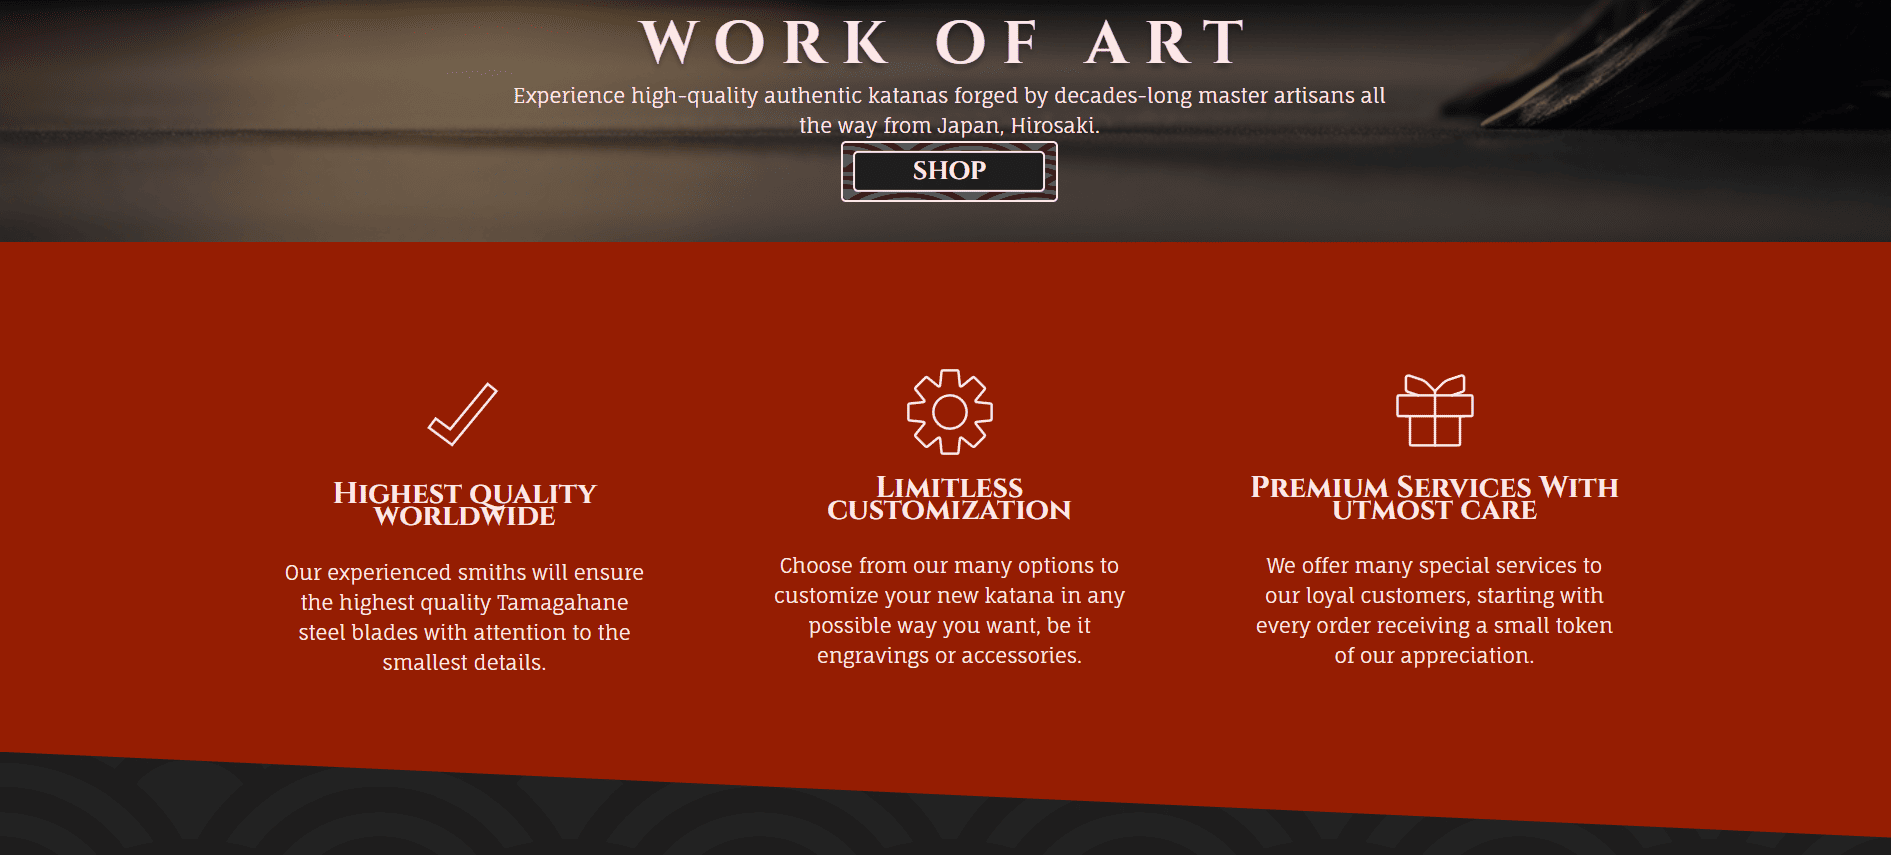 WORK OF ART
Experience high-quality authentic katanas forged by decades-long master artisans all
the way from Japan, Hirosaki.
SHOP
Highest quality
worldwide
Our experienced smiths will ensure
the highest quality Tamagahane
steel blades with attention to the
smallest details.
Limitless
customization
Choose from our many options to
customize your new katana in any
possible way you want, be it
engravings or accessories.
Premium Services With
utmost care
We offer many special services to
our loyal customers, starting with
every order receiving a small token
of our appreciation.